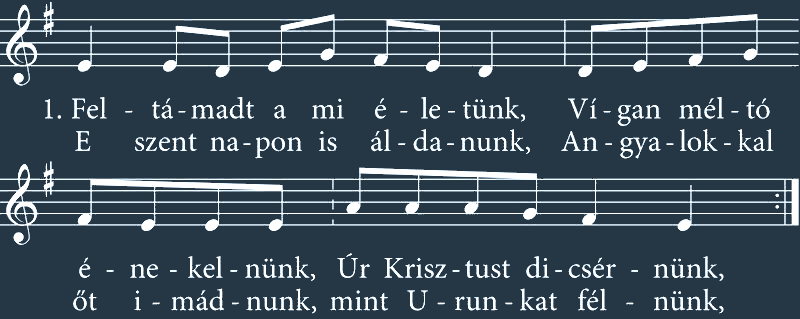 1. Fel - tá - madt a mi é - le - tünk, Ví - gan mél - tó
E szent na - pon is ál - da - nunk, An - gya - lok - kal
é - ne - kel - nünk, Úr Krisz - tust di - csér - nünk,
őt i - mád - nunk, mint U - run - kat fél - nünk,